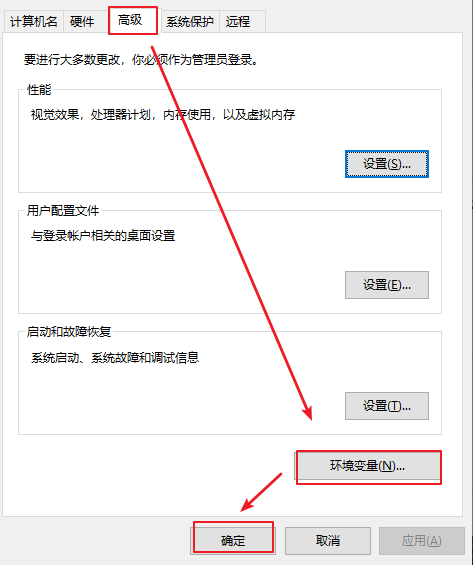 计算机名 硬件 高级 系统保护 远程
要进行大多数更改，你必须作为管理员登录。
性能
视觉效果，处理器计划，内存使用，以及虚拟内存
设置(S)...
用户配置文件
与登录帐户相关的桌面设置
设置(E)...
启动和故障恢复
系统启动、系统故障和调试信息
设置(T)...
环境变量(N)...
确定 取消 应用(A)